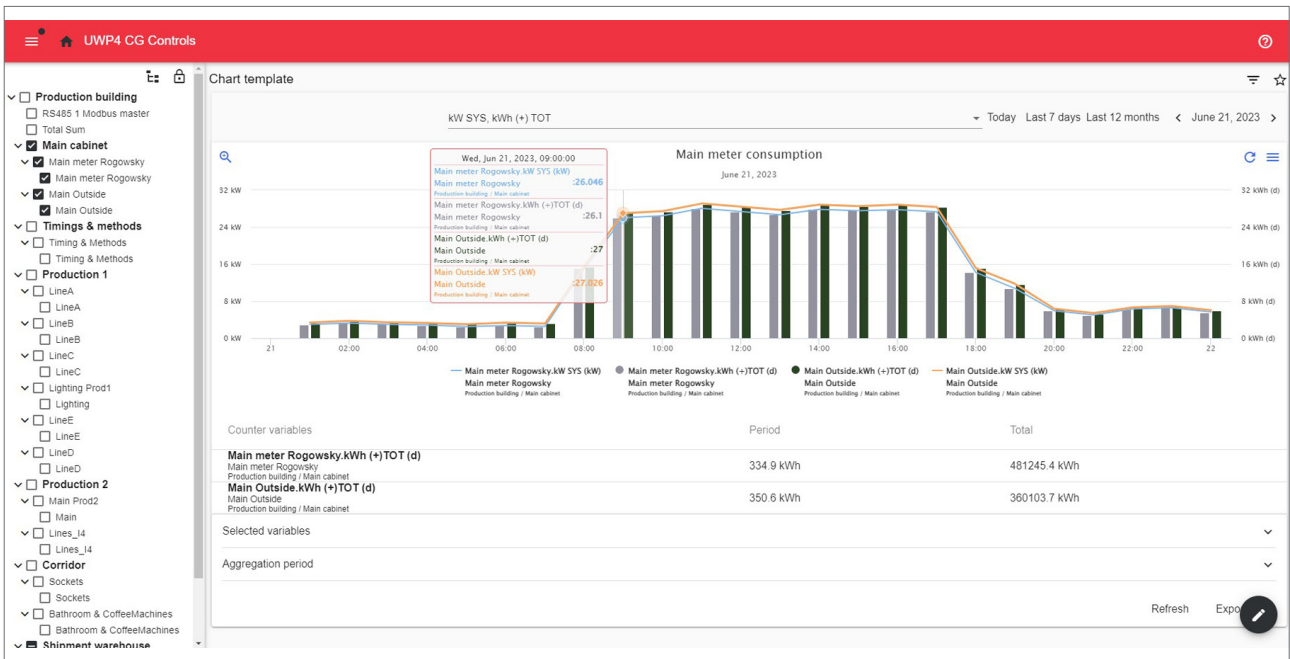 UWP4 CG Controls
Production building
RS485 1 Modbus master
Total Sum
Main cabinet
Main meter Rogowsky
Main meter Rogowsky
Main Outside
Main Outside
Timings & methods
Timing & Methods
Timing & Methods
Production 1
LineA
LineA
LineB
LineB
LineC
LineC
Lighting Prod1
Lighting
LineE
LineE
LineD
LineD
Production 2
Main Prod2
Main
Lines_I4
Lines_I4
Corridor
Sockets
Sockets
Bathroom & CoffeeMachines
Bathroom & CoffeeMachines
Shipment warehouse
Chart template
kW SYS, kWh (+) TOT
Today Last 7 days Last 12 months June 21, 2023
Main meter consumption
June 21, 2023
Wed, Jun 21, 2023, 09:00:00
Main meter Rogowsky.kW SYS (kW)
Main meter Rogowsky :26.046
Production building / Main cabinet
Main meter Rogowsky.kWh (+)TOT (d)
Main meter Rogowsky :26.1
Production building / Main cabinet
Main Outside.kWh (+)TOT (d)
Main Outside :27
Production building / Main cabinet
Main Outside.kW SYS (kW)
Main Outside :27.026
Production building / Main cabinet
32 kW 32 kWh (d)
24 kW 24 kWh (d)
16 kW 16 kWh (d)
8 kW 8 kWh (d)
0 kW 0 kWh (d)
21 02:00 04:00 06:00 08:00 10:00 12:00 14:00 16:00 18:00 20:00 22:00 22
Main meter Rogowsky.kW SYS (kW) Main meter Rogowsky.kWh (+)TOT (d) Main Outside.kWh (+)TOT (d) Main Outside.kW SYS (kW)
Main meter Rogowsky Main meter Rogowsky Main Outside Main Outside
Production building / Main cabinet Production building / Main cabinet Production building / Main cabinet Production building / Main cabinet
Counter variables Period Total
Main meter Rogowsky.kWh (+)TOT (d)
Main meter Rogowsky 334.9 kWh 481245.4 kWh
Production building / Main cabinet
Main Outside.kWh (+)TOT (d)
Main Outside 350.6 kWh 360103.7 kWh
Production building / Main cabinet
Selected variables
Aggregation period
Refresh Expo